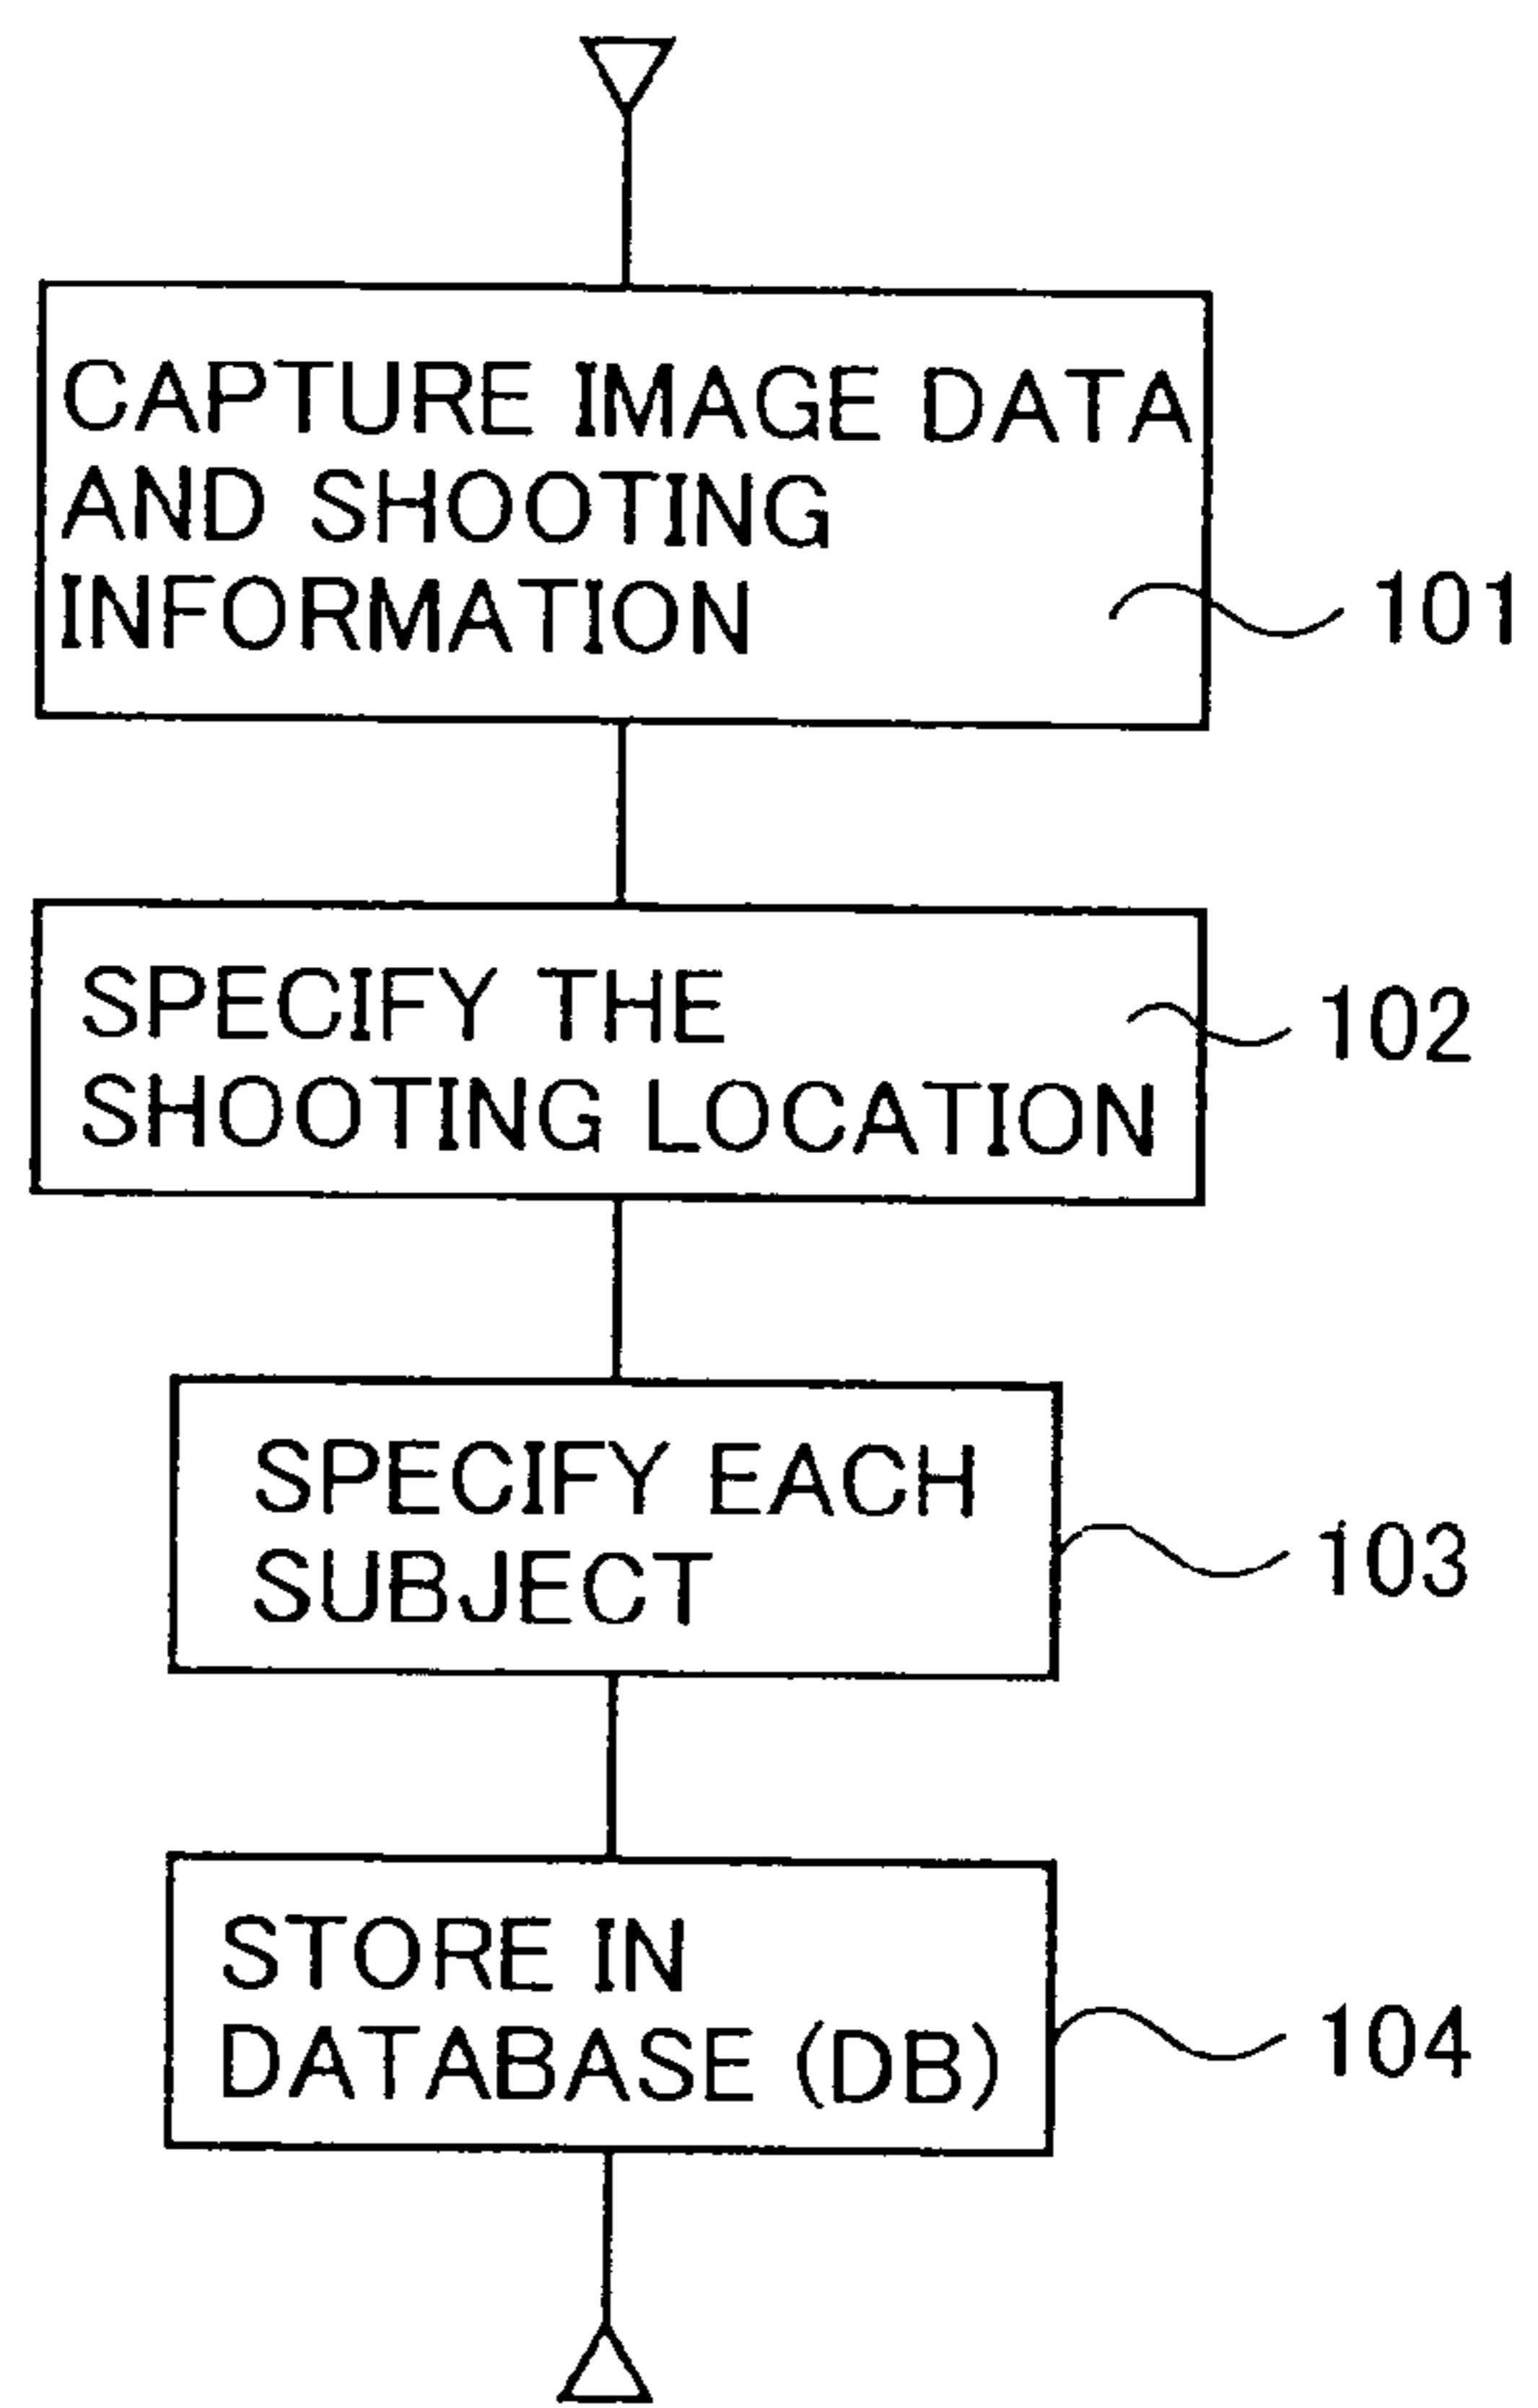 CAPTURE IMAGE DATA
AND SHOOTING
INFORMATION
101
SPECIFY THE
102
SHOOTING LOCATION
SPECIFY EACH
SUBJECT
103
STORE IN
DATABASE (DB)
104